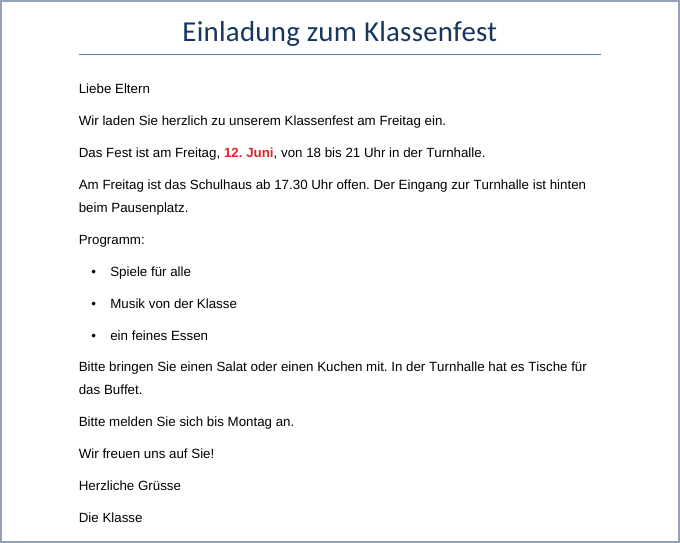 Einladung zum Klassenfest
Liebe Eltern
Wir laden Sie herzlich zu unserem Klassenfest am Freitag ein.
Das Fest ist am Freitag, 12. Juni, von 18 bis 21 Uhr in der Turnhalle.
Am Freitag ist das Schulhaus ab 17.30 Uhr offen. Der Eingang zur Turnhalle ist hinten
beim Pausenplatz.
Programm:
• Spiele für alle
• Musik von der Klasse
• ein feines Essen
Bitte bringen Sie einen Salat oder einen Kuchen mit. In der Turnhalle hat es Tische für
das Buffet.
Bitte melden Sie sich bis Montag an.
Wir freuen uns auf Sie!
Herzliche Grüsse
Die Klasse